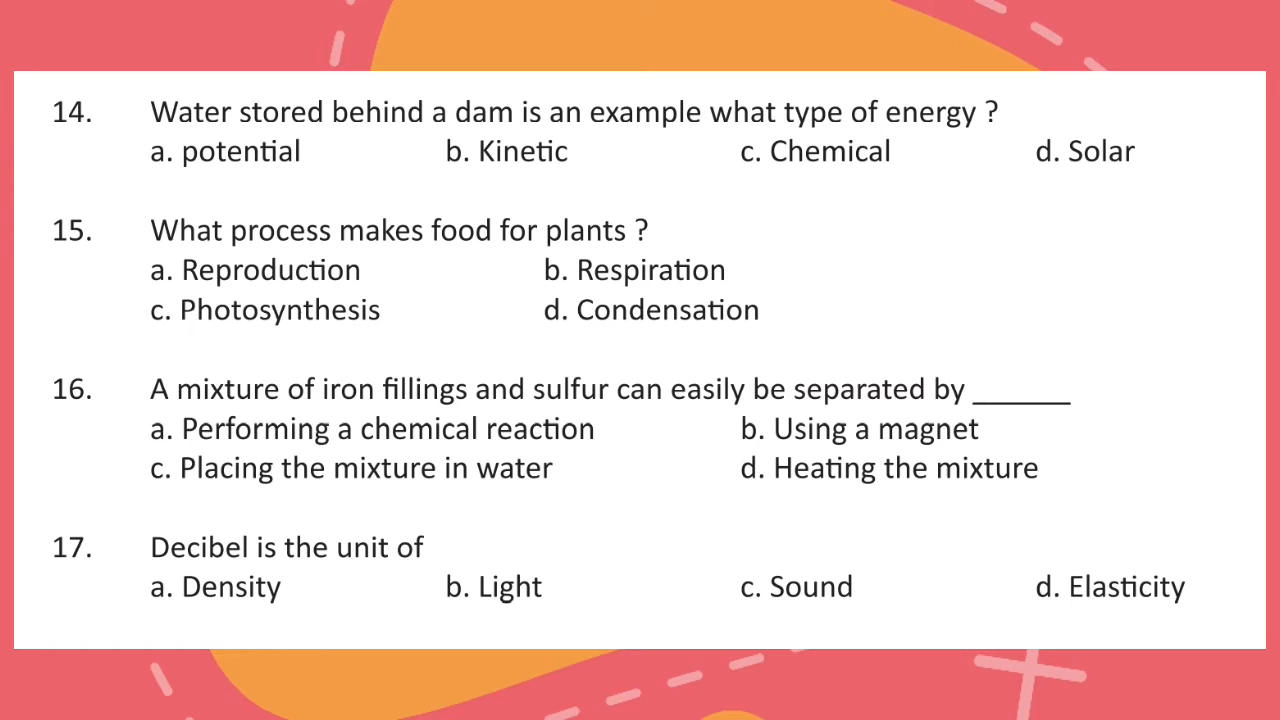 14. Water stored behind a dam is an example what type of energy ?
a. potential b. Kinetic c. Chemical d. Solar
15. What process makes food for plants ?
a. Reproduction b. Respiration
c. Photosynthesis d. Condensation
16. A mixture of iron fillings and sulfur can easily be separated by ______
a. Performing a chemical reaction b. Using a magnet
c. Placing the mixture in water d. Heating the mixture
17. Decibel is the unit of
a. Density b. Light c. Sound d. Elasticity